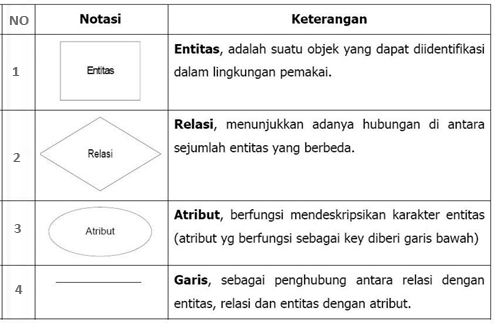 NO Notasi Keterangan
1 Entitas Entitas, adalah suatu objek yang dapat diidentifikasi
dalam lingkungan pemakai.
2 Relasi Relasi, menunjukkan adanya hubungan di antara
sejumlah entitas yang berbeda.
3 Atribut Atribut, berfungsi mendeskripsikan karakter entitas
(atribut yg berfungsi sebagai key diberi garis bawah)
4 Garis, sebagai penghubung antara relasi dengan
entitas, relasi dan entitas dengan atribut.